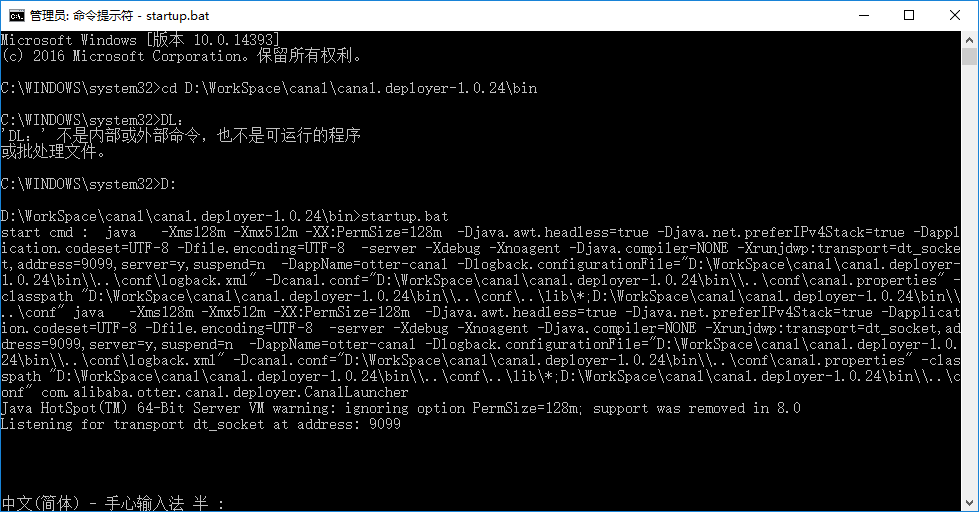 管理员: 命令提示符 - startup.bat
Microsoft Windows [版本 10.0.14393]
(c) 2016 Microsoft Corporation。保留所有权利。
C:\WINDOWS\system32>cd D:\WorkSpace\canal\canal.deployer-1.0.24\bin
C:\WINDOWS\system32>DL：
'DL：' 不是内部或外部命令，也不是可运行的程序
或批处理文件。
C:\WINDOWS\system32>D:
D:\WorkSpace\canal\canal.deployer-1.0.24\bin>startup.bat
start cmd :  java   -Xms128m -Xmx512m -XX:PermSize=128m  -Djava.awt.headless=true -Djava.net.preferIPv4Stack=true -Dappl
ication.codeset=UTF-8 -Dfile.encoding=UTF-8  -server -Xdebug -Xnoagent -Djava.compiler=NONE -Xrunjdwp:transport=dt_socke
t,address=9099,server=y,suspend=n  -DappName=otter-canal -Dlogback.configurationFile="D:\WorkSpace\canal\canal.deployer-
1.0.24\bin\\..\conf\logback.xml" -Dcanal.conf="D:\WorkSpace\canal\canal.deployer-1.0.24\bin\\..\conf\canal.properties" -
classpath "D:\WorkSpace\canal\canal.deployer-1.0.24\bin\\..\conf\..\lib\*;D:\WorkSpace\canal\canal.deployer-1.0.24\bin\\
..\conf" java   -Xms128m -Xmx512m -XX:PermSize=128m  -Djava.awt.headless=true -Djava.net.preferIPv4Stack=true -Dapplicat
ion.codeset=UTF-8 -Dfile.encoding=UTF-8  -server -Xdebug -Xnoagent -Djava.compiler=NONE -Xrunjdwp:transport=dt_socket,ad
dress=9099,server=y,suspend=n  -DappName=otter-canal -Dlogback.configurationFile="D:\WorkSpace\canal\canal.deployer-1.0.
24\bin\\..\conf\logback.xml" -Dcanal.conf="D:\WorkSpace\canal\canal.deployer-1.0.24\bin\\..\conf\canal.properties" -clas
spath "D:\WorkSpace\canal\canal.deployer-1.0.24\bin\\..\conf\..\lib\*;D:\WorkSpace\canal\canal.deployer-1.0.24\bin\\..\c
onf" com.alibaba.otter.canal.deployer.CanalLauncher
Java HotSpot(TM) 64-Bit Server VM warning: ignoring option PermSize=128m; support was removed in 8.0
Listening for transport dt_socket at address: 9099
中文(简体) - 手心输入法 半 :